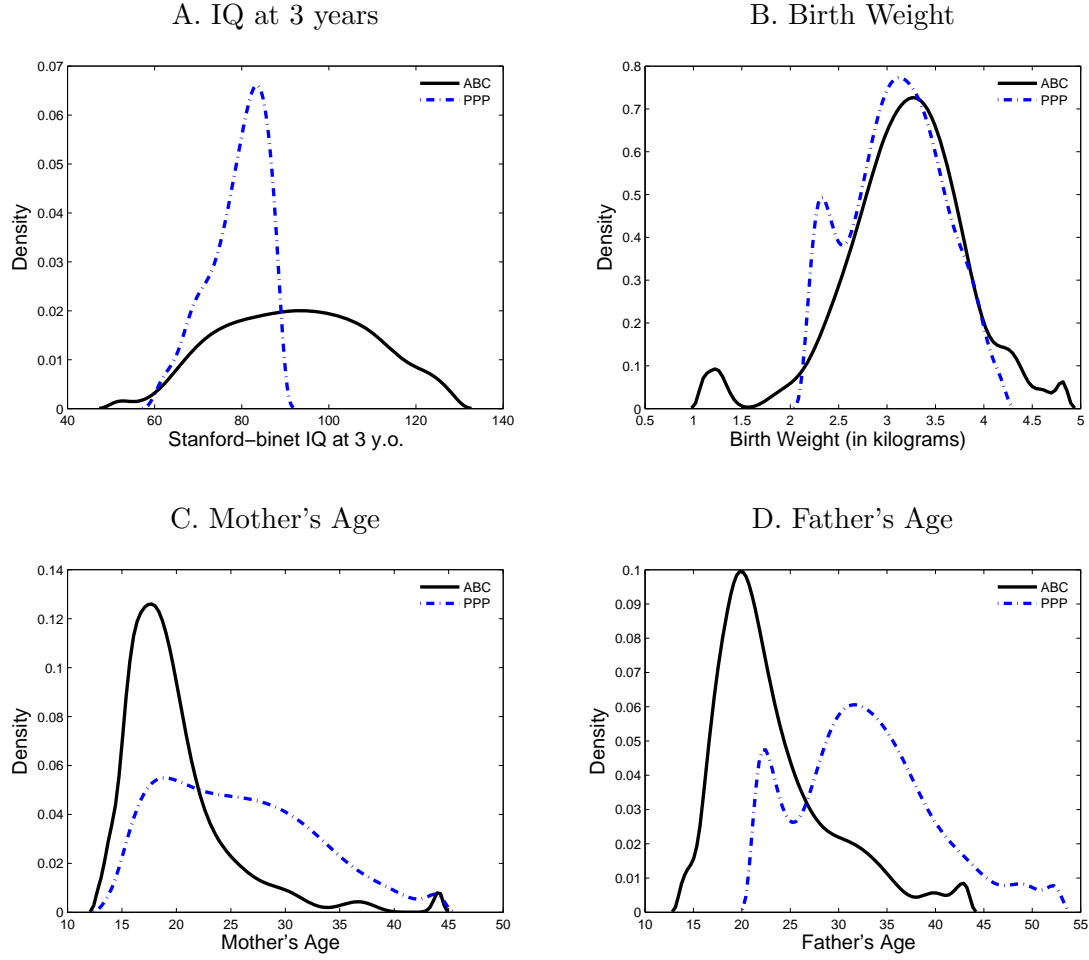 A. IQ at 3 years
0.07
0.06
0.05
0.04
0.03
0.02
0.01
0
Density
ABC
PPP
40 60 80 100 120 140
Stanford−binet IQ at 3 y.o.
B. Birth Weight
0.8
0.7
0.6
0.5
0.4
0.3
0.2
0.1
0
Density
ABC
PPP
0.5 1 1.5 2 2.5 3 3.5 4 4.5 5
Birth Weight (in kilograms)
C. Mother's Age
0.14
0.12
0.1
0.08
0.06
0.04
0.02
0
Density
ABC
PPP
10 15 20 25 30 35 40 45 50
Mother's Age
D. Father's Age
0.1
0.09
0.08
0.07
0.06
0.05
0.04
0.03
0.02
0.01
0
Density
ABC
PPP
10 15 20 25 30 35 40 45 50 55
Father's Age